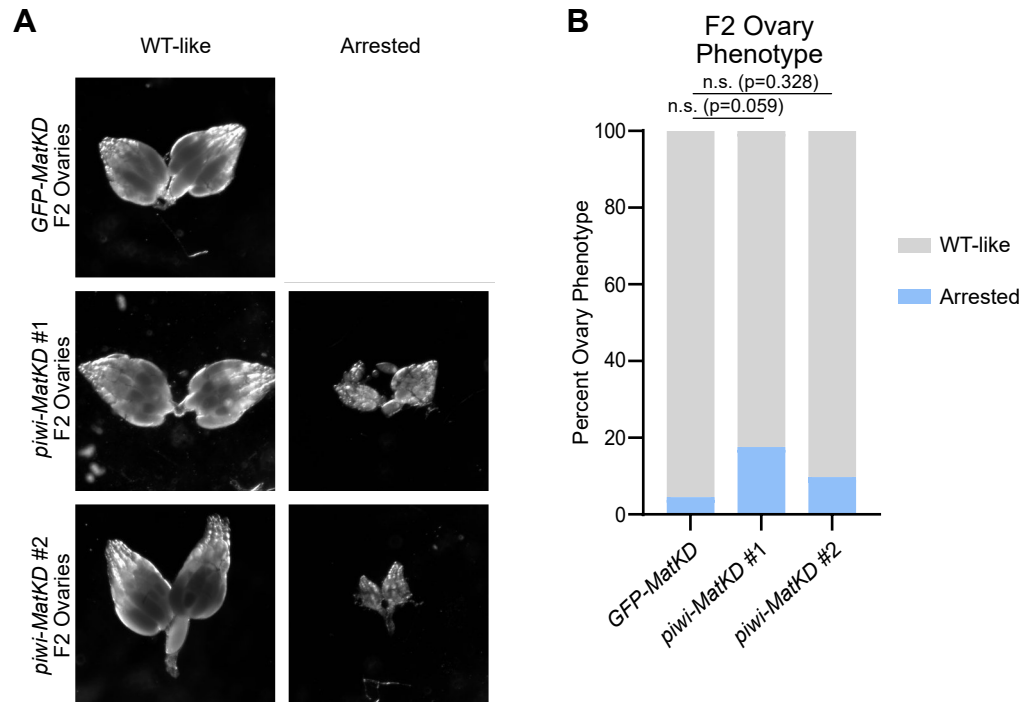 A
WT-like
Arrested
GFP-MatKD
F2 Ovaries
piwi-MatKD #1
F2 Ovaries
piwi-MatKD #2
F2 Ovaries
B
F2 Ovary
Phenotype
n.s. (p=0.328)
n.s. (p=0.059)
Percent Ovary Phenotype
100
80
60
40
20
0
GFP-MatKD
piwi-MatKD #1
piwi-MatKD #2
WT-like
Arrested